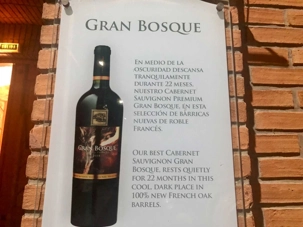 GRAN BOSQUE
EN MEDIO DE LA
OSCURIDAD DESCANSA
TRANQUILAMENTE
DURANTE 22 MESES,
NUESTRO CABERNET
SAUVIGNON PREMIUM
GRAN BOSQUE, EN ESTA
SELECCIÓN DE BARRICAS
NUEVAS DE ROBLE
FRANCÉS.
OUR BEST CABERNET
SAUVIGNON GRAN
BOSQUE, RESTS QUIETLY
FOR 22 MONTHS IN THIS
COOL, DARK PLACE IN
100% NEW FRENCH OAK
BARRELS.
GRAN BOSQUE